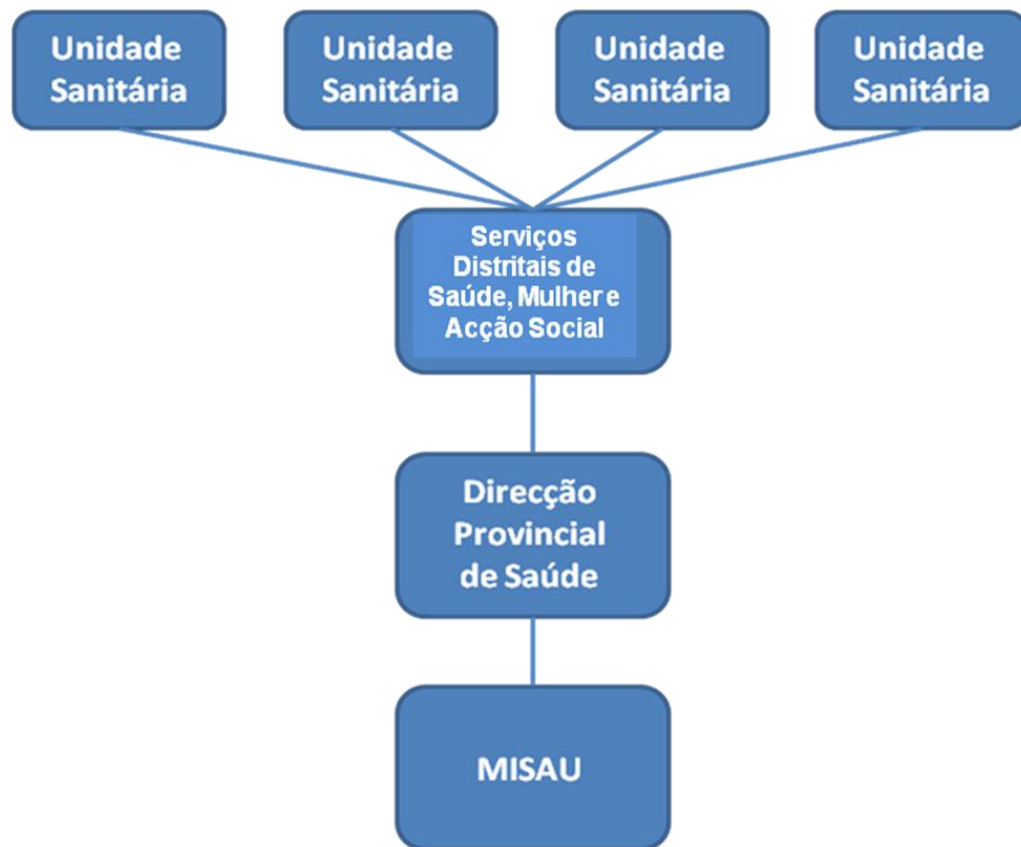 Unidade
Sanitária
Unidade
Sanitária
Unidade
Sanitária
Unidade
Sanitária
Serviços
Distritais de
Saúde, Mulher e
Acção Social
Direcção
Provincial
de Saúde
MISAU